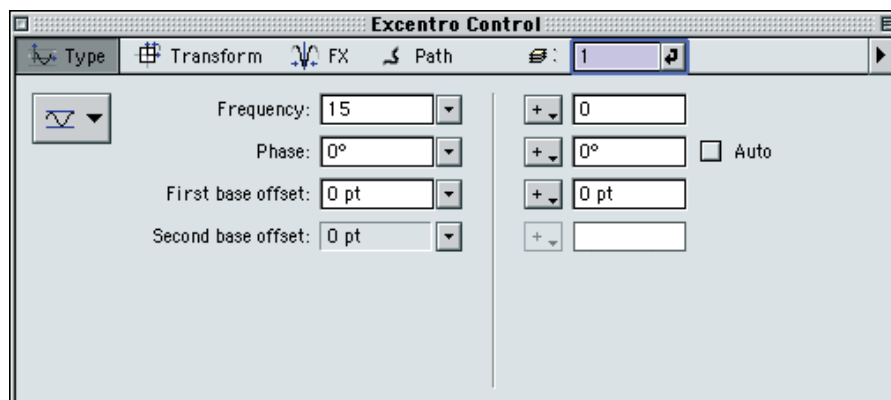 Excentro Control
Type Transform FX Path : 1
Frequency: 15 + 0
Phase: 0° + 0° Auto
First base offset: 0 pt + 0 pt
Second base offset: 0 pt +